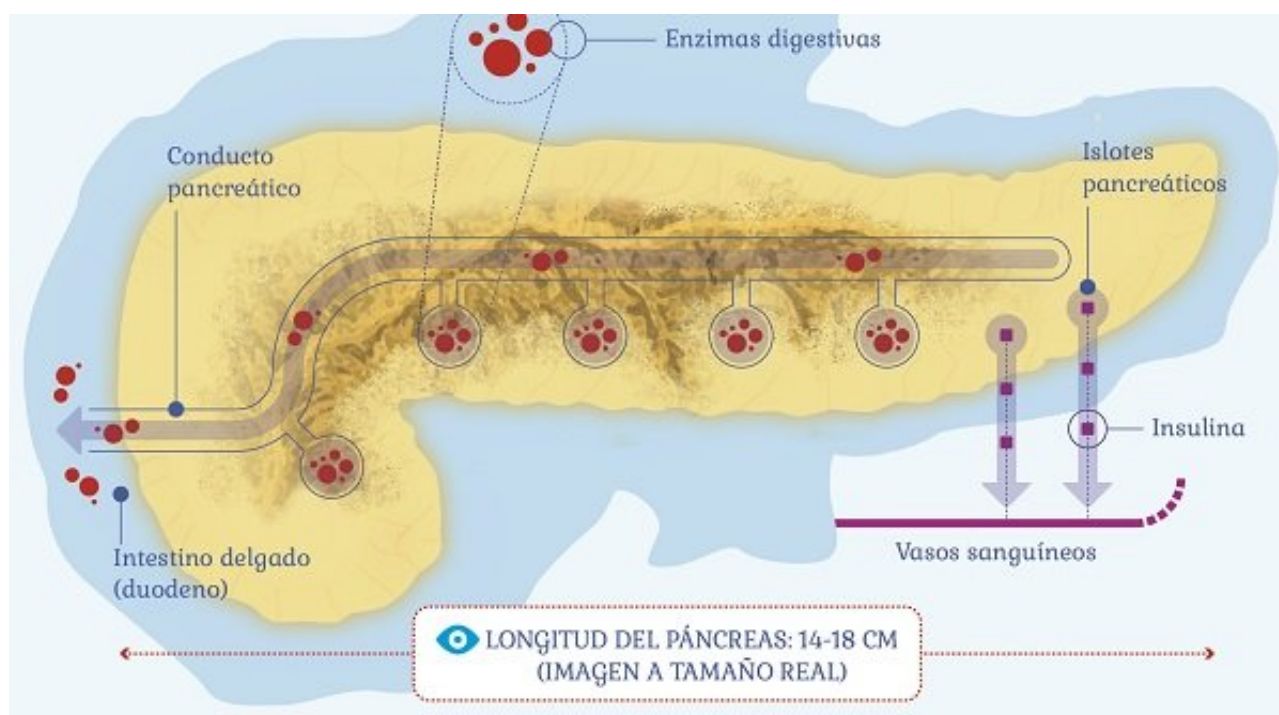 Enzimas digestivas
Conducto
pancreático
Islotes
pancreáticos
Insulina
Vasos sanguíneos
Intestino delgado
(duodeno)
LONGITUD DEL PÁNCREAS: 14-18 CM
(IMAGEN A TAMAÑO REAL)